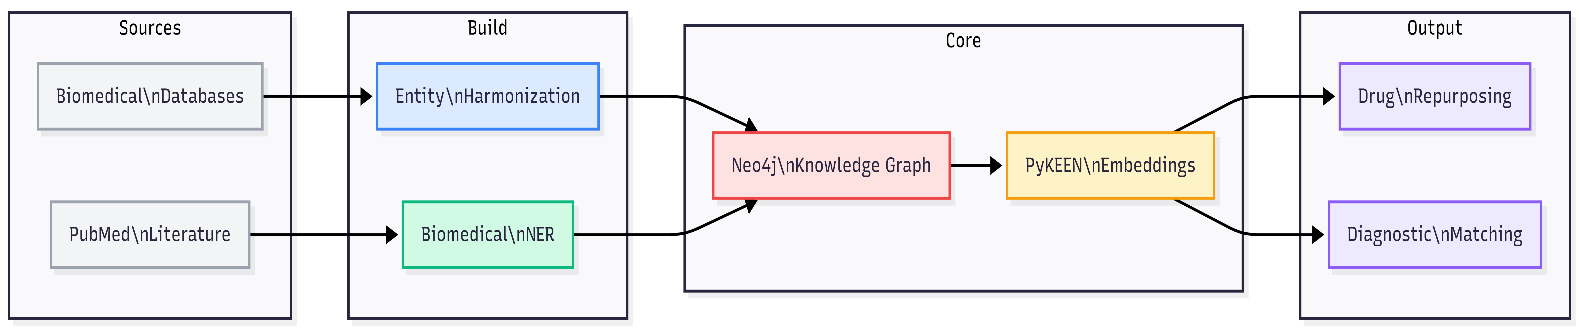 Sources
Biomedical\nDatabases
PubMed\nLiterature
Build
Entity\nHarmonization
Biomedical\nNER
Core
Neo4j\nKnowledge Graph
PyKEEN\nEmbeddings
Output
Drug\nRepurposing
Diagnostic\nMatching